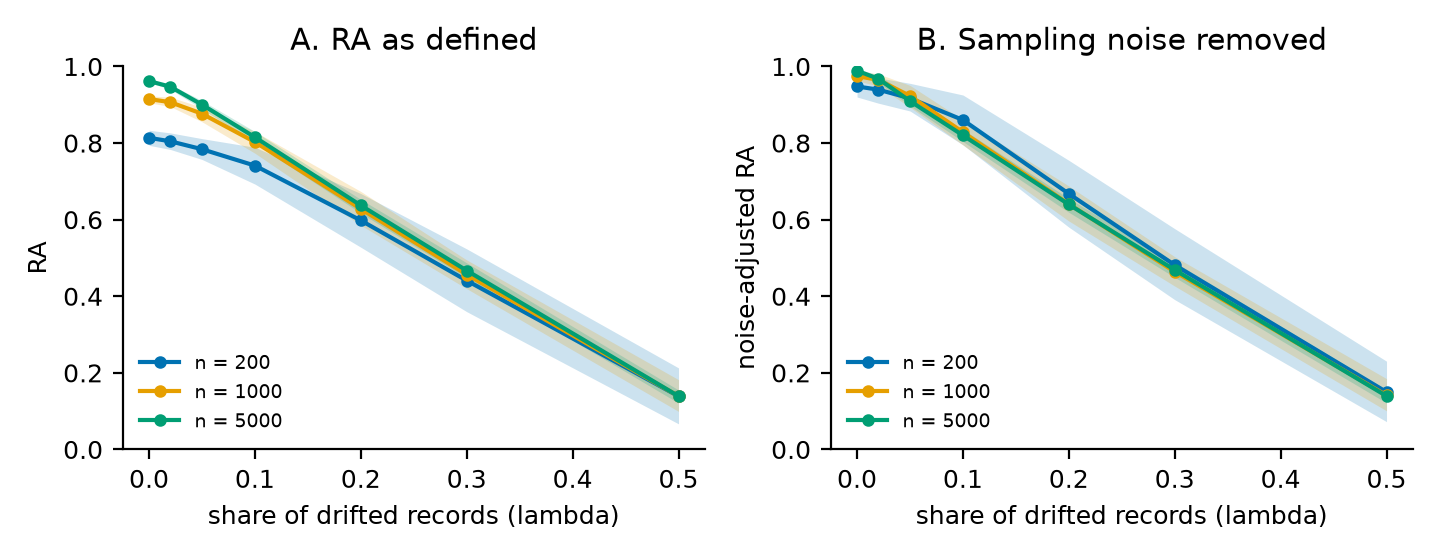 A. RA as defined
RA
1.0
0.8
0.6
0.4
0.2
0.0
n = 200
n = 1000
n = 5000
0.0 0.1 0.2 0.3 0.4 0.5
share of drifted records (lambda)
B. Sampling noise removed
noise-adjusted RA
1.0
0.8
0.6
0.4
0.2
0.0
n = 200
n = 1000
n = 5000
0.0 0.1 0.2 0.3 0.4 0.5
share of drifted records (lambda)